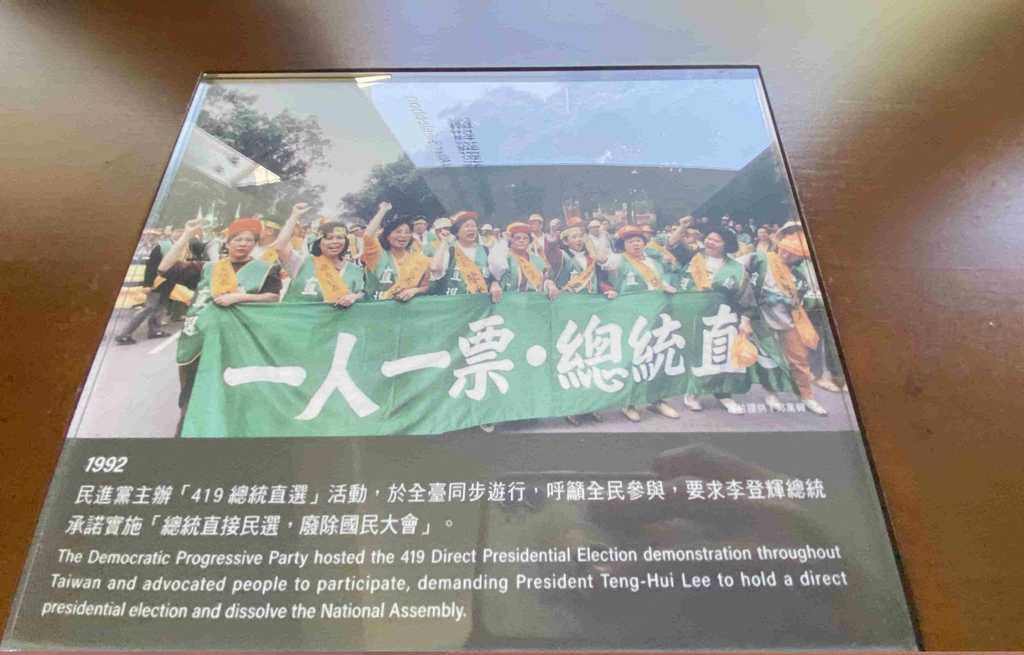 一人一票・總統直
1992
民進黨主辦「419 總統直選」活動，於全臺同步遊行，呼籲全民參與，要求李登輝總統
承諾實施「總統直接民選，廢除國民大會」。
The Democratic Progressive Party hosted the 419 Direct Presidential Election demonstration throughout
Taiwan and advocated people to participate, demanding President Teng-Hui Lee to hold a direct
presidential election and dissolve the National Assembly.